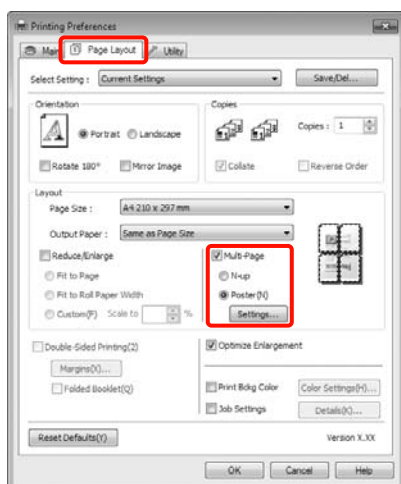 Printing Preferences
Main Page Layout Utility
Select Setting : Current Settings Save/Del...
Orientation Copies
Portrait Landscape Copies : 1
Rotate 180° Mirror Image Collate Reverse Order
Layout
Page Size : A4 210 x 297 mm
Output Paper : Same as Page Size
Reduce/Enlarge Multi-Page
Fit to Page N-up
Fit to Roll Paper Width Poster(N)
Custom(F) Scale to % Settings...
Double-Sided Printing(2) Optimize Enlargement
Margins(X)...
Folded Booklet(Q) Print Bckg Color Color Settings(H)...
Job Settings Details(K)...
Reset Defaults(Y) Version X.XX
OK Cancel Help